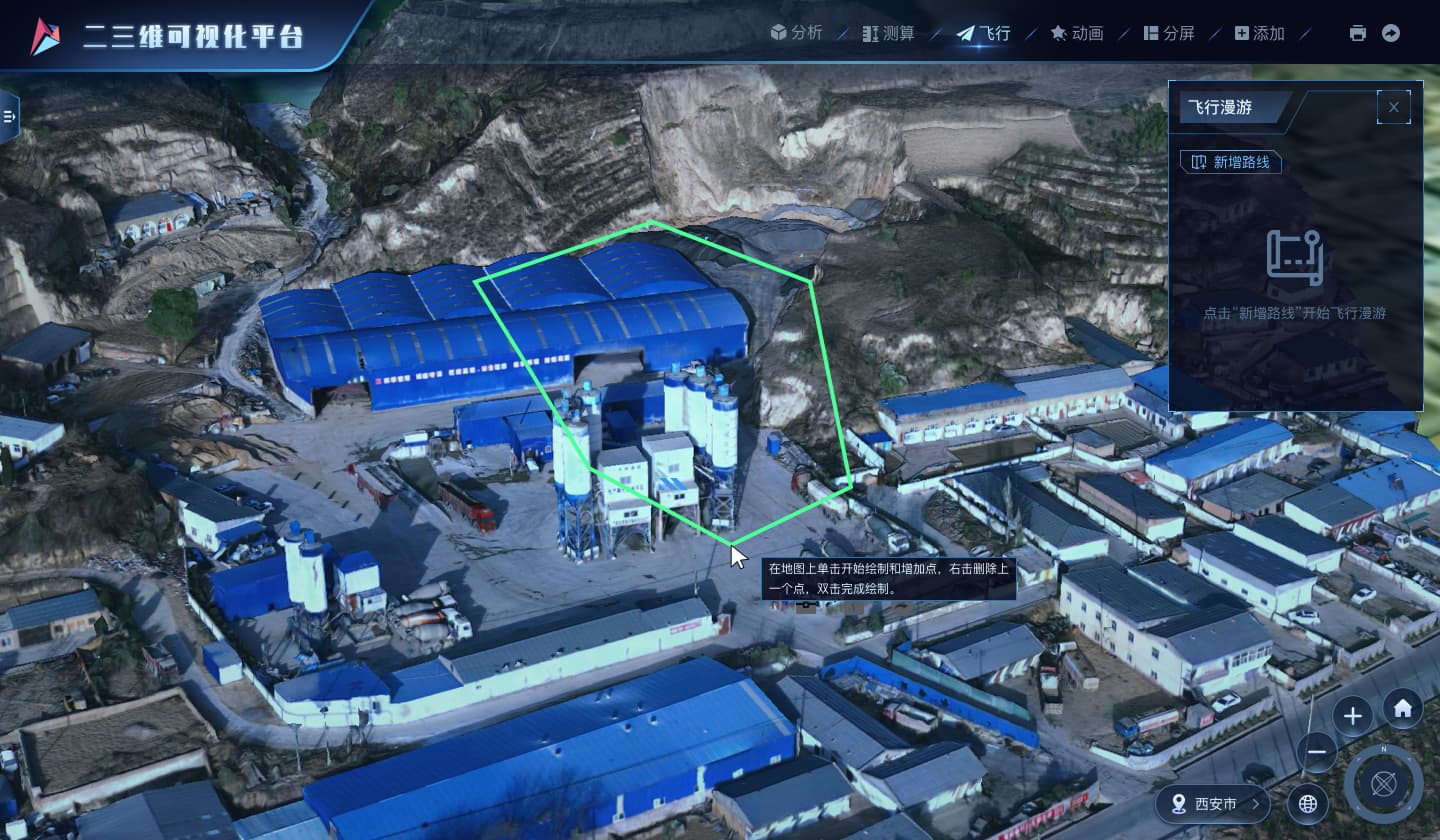 二三维可视化平台
分析
测算
飞行
动画
分屏
添加
飞行漫游
新增路线
点击“新增路线”开始飞行漫游
在地图上单击开始绘制和增加点，右击删除上
一个点，双击完成绘制。
N
西安市